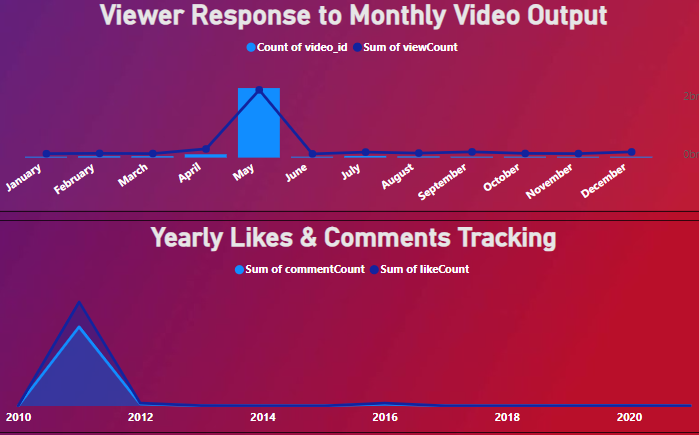 Viewer Response to Monthly Video Output
Count of video_id Sum of viewCount
2bn
0bn
January February March April May June July August September October November December
Yearly Likes & Comments Tracking
Sum of commentCount Sum of likeCount
2010 2012 2014 2016 2018 2020